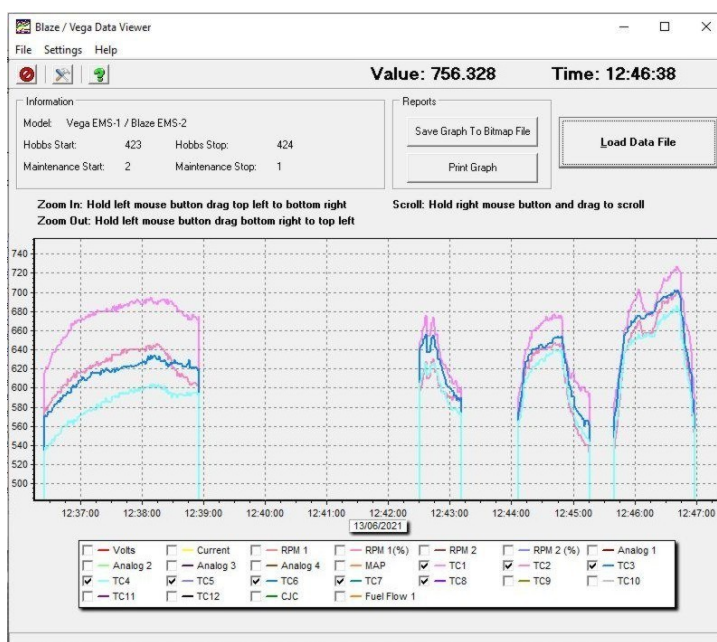 Blaze / Vega Data Viewer
File Settings Help
Value: 756.328 Time: 12:46:38
Information
Model: Vega EMS-1 / Blaze EMS-2
Hobbs Start: 423 Hobbs Stop: 424
Maintenance Start: 2 Maintenance Stop: 1
Reports
Save Graph To Bitmap File
Print Graph
Load Data File
Zoom In: Hold left mouse button drag top left to bottom right
Zoom Out: Hold left mouse button drag bottom right to top left
Scroll: Hold right mouse button and drag to scroll
740
720
700
680
660
640
620
600
580
560
540
520
500
12:37:00 12:38:00 12:39:00 12:40:00 12:41:00 12:42:00 12:43:00 12:44:00 12:45:00 12:46:00 12:47:00
13/06/2021
Volts Current RPM 1 RPM 1(%) RPM 2 RPM 2 (%) Analog 1
Analog 2 Analog 3 Analog 4 MAP TC1 TC2 TC3
TC4 TC5 TC6 TC7 TC8 TC9 TC10
TC11 TC12 CJC Fuel Flow 1